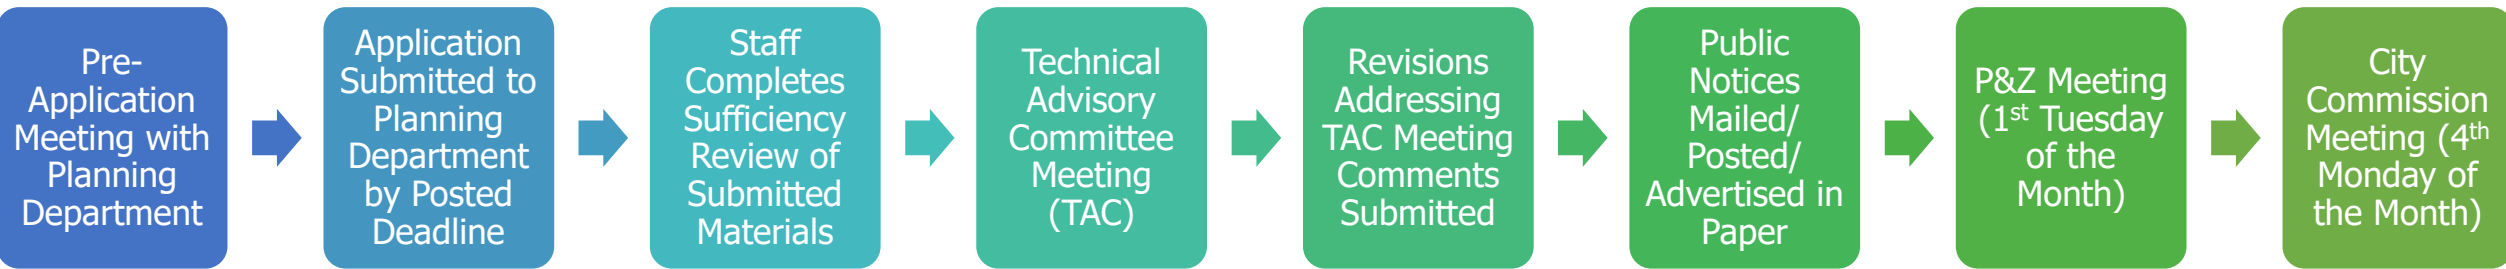 Pre-
Application
Meeting with
Planning
Department
Application
Submitted to
Planning
Department
by Posted
Deadline
Staff
Completes
Sufficiency
Review of
Submitted
Materials
Technical
Advisory
Committee
Meeting
(TAC)
Revisions
Addressing
TAC Meeting
Comments
Submitted
Public
Notices
Mailed/
Posted/
Advertised in
Paper
P&Z Meeting
(1st Tuesday
of the
Month)
City
Commission
Meeting (4th
Monday of
the Month)